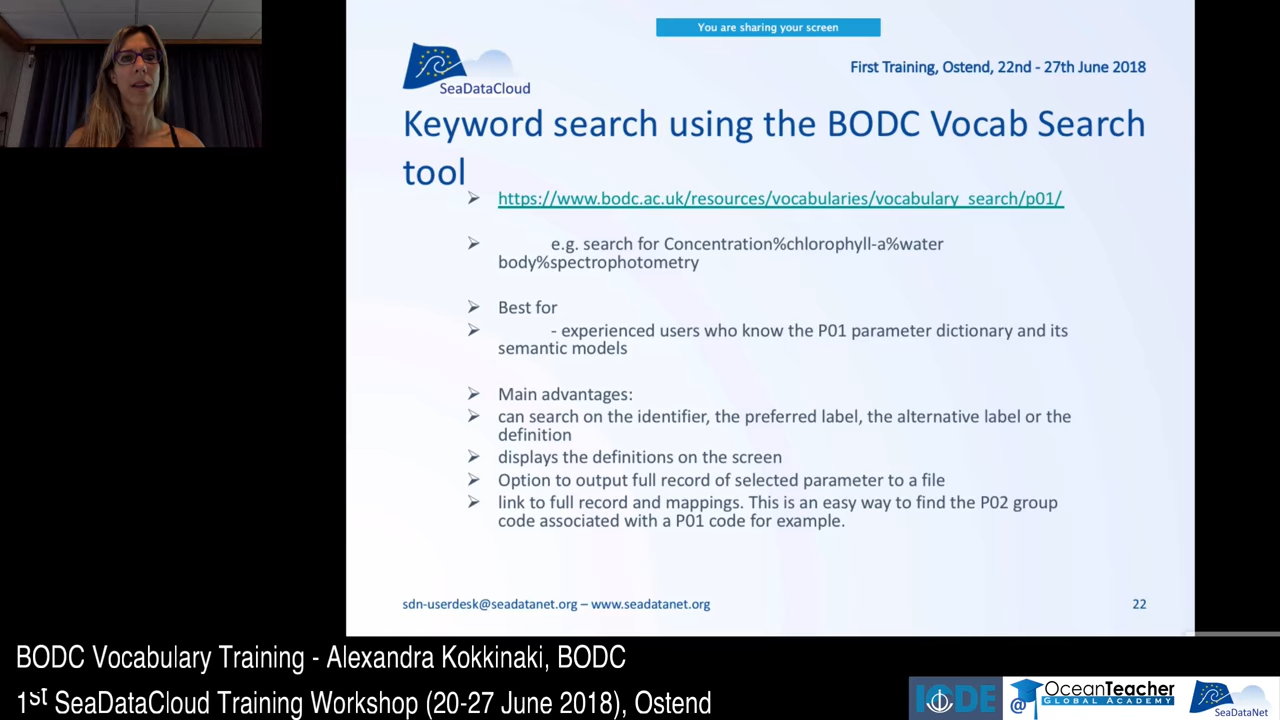 You are sharing your screen
SeaDataCloud
First Training, Ostend, 22nd - 27th June 2018
Keyword search using the BODC Vocab Search
tool
➢ https://www.bodc.ac.uk/resources/vocabularies/vocabulary_search/p01/
➢ e.g. search for Concentration%chlorophyll-a%water
body%spectrophotometry
➢ Best for
➢ - experienced users who know the P01 parameter dictionary and its
semantic models
➢ Main advantages:
➢ can search on the identifier, the preferred label, the alternative label or the
definition
➢ displays the definitions on the screen
➢ Option to output full record of selected parameter to a file
➢ link to full record and mappings. This is an easy way to find the P02 group
code associated with a P01 code for example.
sdn-userdesk@seadatanet.org – www.seadatanet.org
22
BODC Vocabulary Training - Alexandra Kokkinaki, BODC
1st SeaDataCloud Training Workshop (20-27 June 2018), Ostend
IODE
@
OceanTeacher
GLOBAL ACADEMY
SeaDataNet